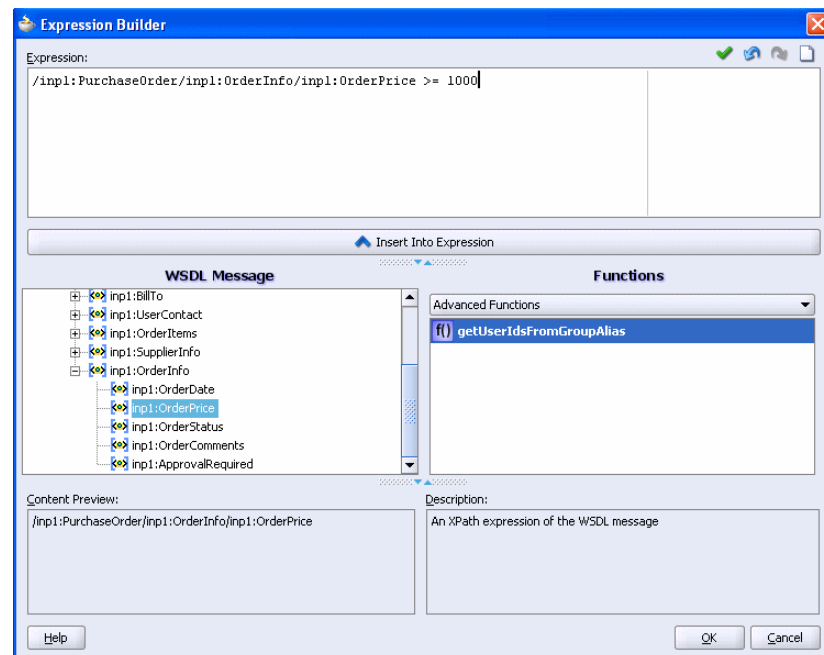 Expression Builder
Expression:
/inp1:PurchaseOrder/inp1:OrderInfo/inp1:OrderPrice >= 1000
Insert Into Expression
WSDL Message
inp1:BillTo
inp1:UserContact
inp1:OrderItems
inp1:SupplierInfo
inp1:OrderInfo
inp1:OrderDate
inp1:OrderPrice
inp1:OrderStatus
inp1:OrderComments
inp1:ApprovalRequired
Functions
Advanced Functions
f() getUserIdsFromGroupAlias
Content Preview:
/inp1:PurchaseOrder/inp1:OrderInfo/inp1:OrderPrice
Description:
An XPath expression of the WSDL message
Help
OK
Cancel